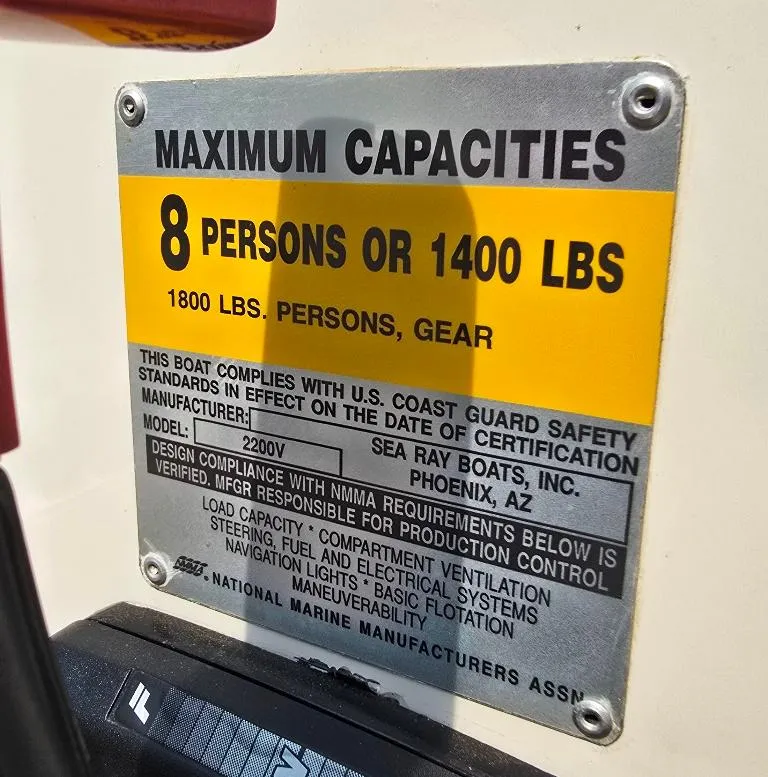 MAXIMUM CAPACITIES
8 PERSONS OR 1400 LBS
1800 LBS. PERSONS, GEAR
THIS BOAT COMPLIES WITH U.S. COAST GUARD SAFETY
STANDARDS IN EFFECT ON THE DATE OF CERTIFICATION
MANUFACTURER: SEA RAY BOATS, INC.
PHOENIX, AZ
MODEL: 2200V
DESIGN COMPLIANCE WITH NMMA REQUIREMENTS BELOW IS
VERIFIED. MFGR RESPONSIBLE FOR PRODUCTION CONTROL
LOAD CAPACITY * COMPARTMENT VENTILATION
STEERING, FUEL AND ELECTRICAL SYSTEMS
NAVIGATION LIGHTS * BASIC FLOTATION
MANEUVERABILITY
NATIONAL MARINE MANUFACTURERS ASSN.
F